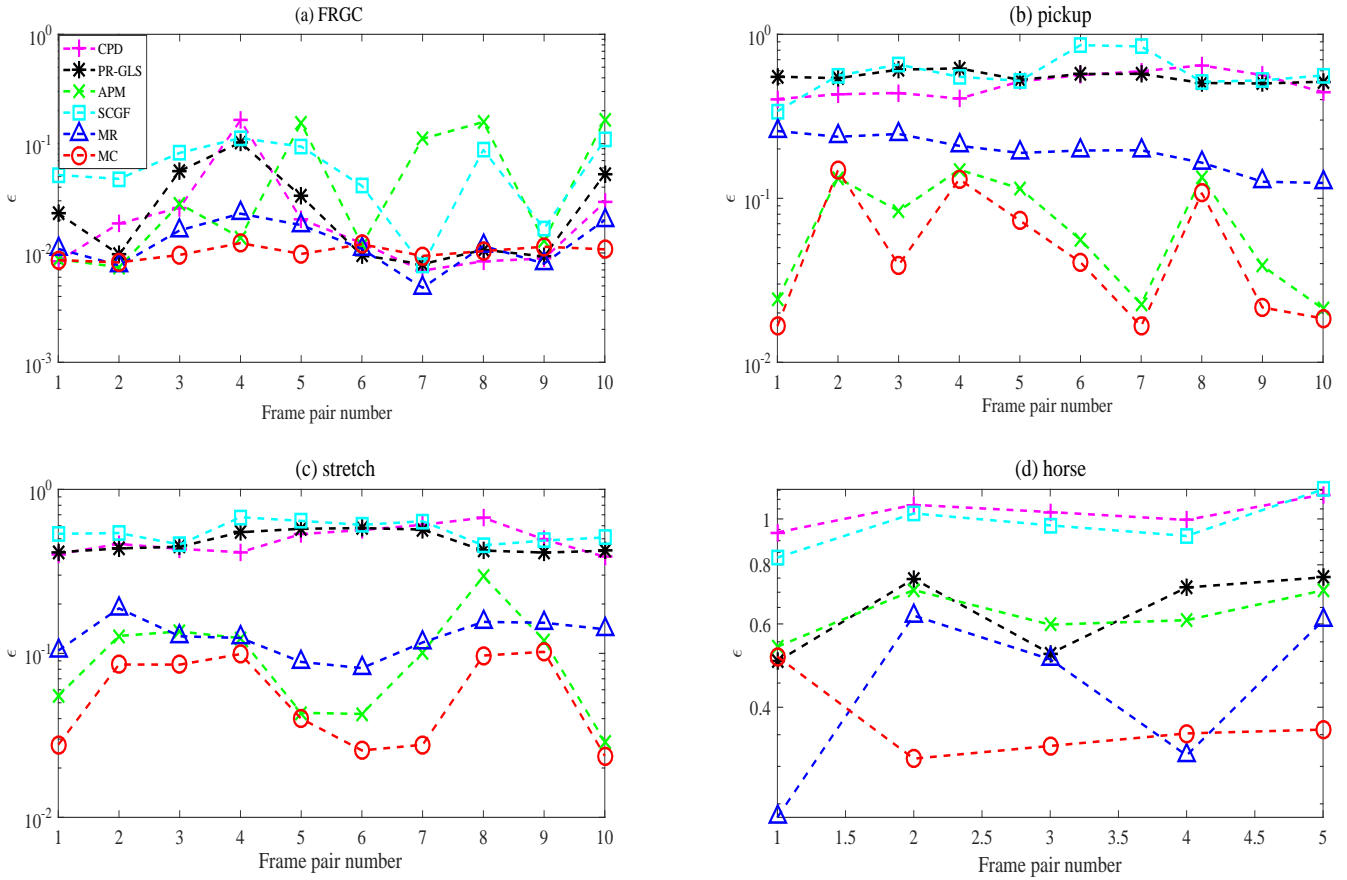 (a) FRGC
10^0
10^-1
10^-2
10^-3
ϵ
CPD
PR-GLS
APM
SCGF
MR
MC
1 2 3 4 5 6 7 8 9 10
Frame pair number
(b) pickup
10^0
10^-1
10^-2
ϵ
1 2 3 4 5 6 7 8 9 10
Frame pair number
(c) stretch
10^0
10^-1
10^-2
ϵ
1 2 3 4 5 6 7 8 9 10
Frame pair number
(d) horse
1
0.8
0.6
0.4
ϵ
1 1.5 2 2.5 3 3.5 4 4.5 5
Frame pair number